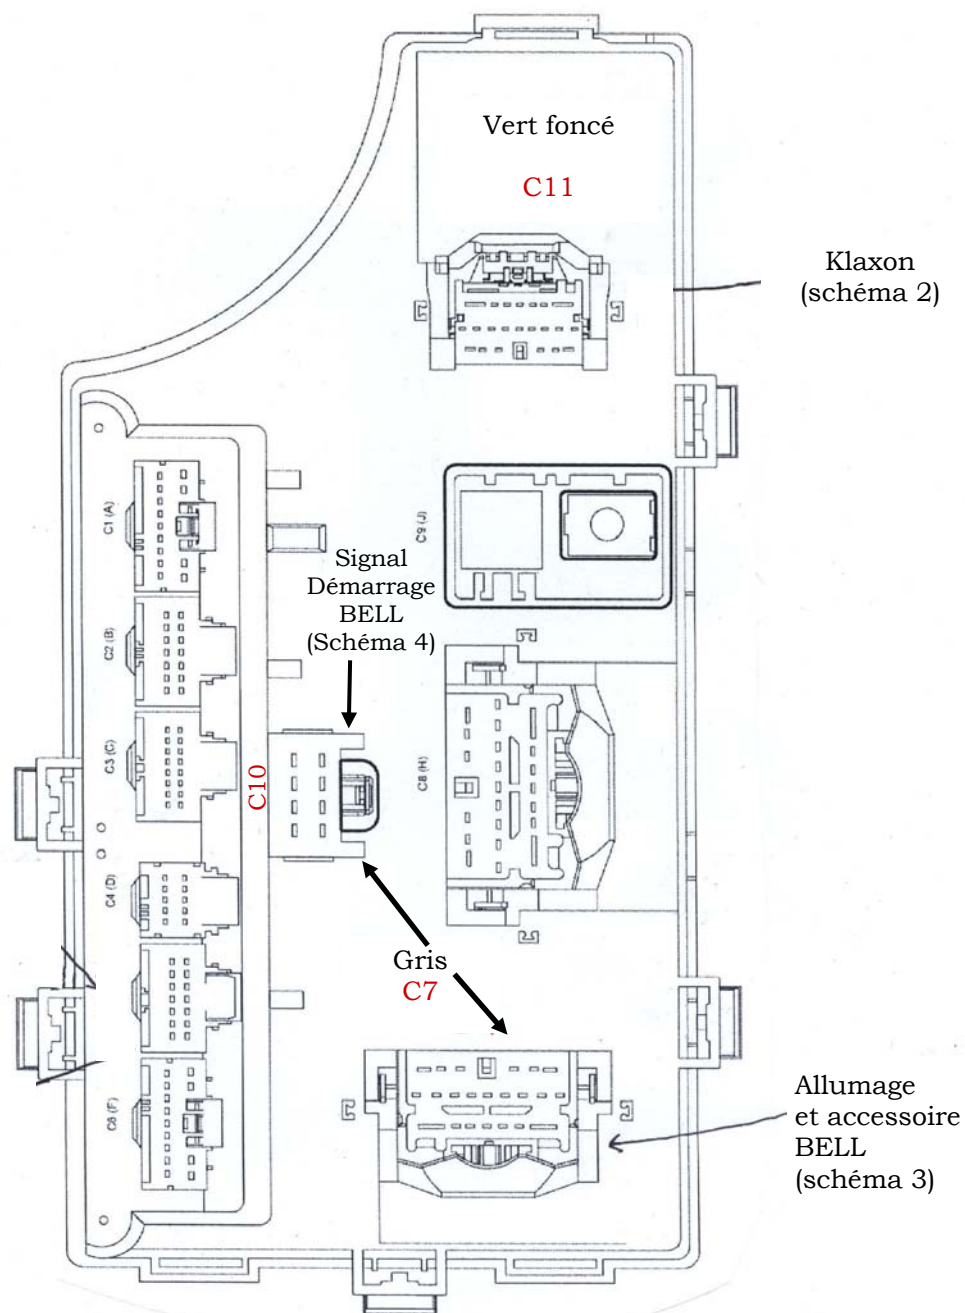 Vert foncé
C11
Klaxon
(schéma 2)
C1 (A)
C9 (J)
Signal
Démarrage
BELL
(Schéma 4)
C2 (B)
C3 (C)
C10
C8 (H)
C4 (D)
Gris
C7
C6 (F)
Allumage
et accessoire
BELL
(schéma 3)